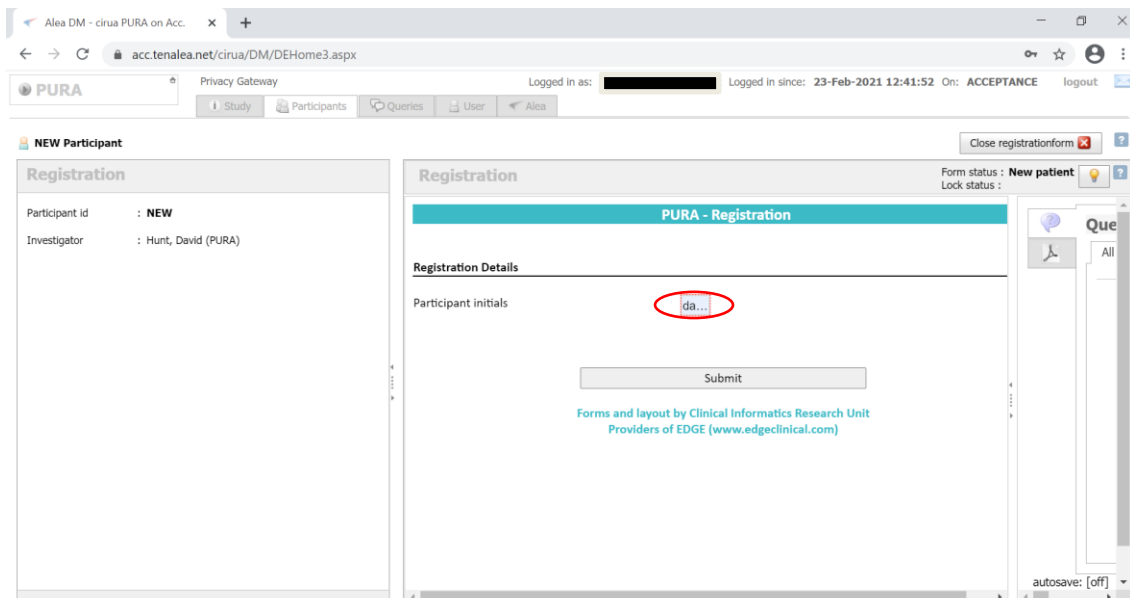 Alea DM - cirua PURA on Acc.
acc.tenalea.net/cirua/DM/DEHome3.aspx
PURA
Privacy Gateway
Logged in as:
Logged in since: 23-Feb-2021 12:41:52 On: ACCEPTANCE
logout
Study
Participants
Queries
User
Alea
NEW Participant
Close registrationform
Registration
Participant id : NEW
Investigator : Hunt, David (PURA)
Registration
Form status : New patient
Lock status :
PURA - Registration
Registration Details
Participant initials
da...
Submit
Forms and layout by Clinical Informatics Research Unit
Providers of EDGE (www.edgeclinical.com)
Que
All
autosave: [off]